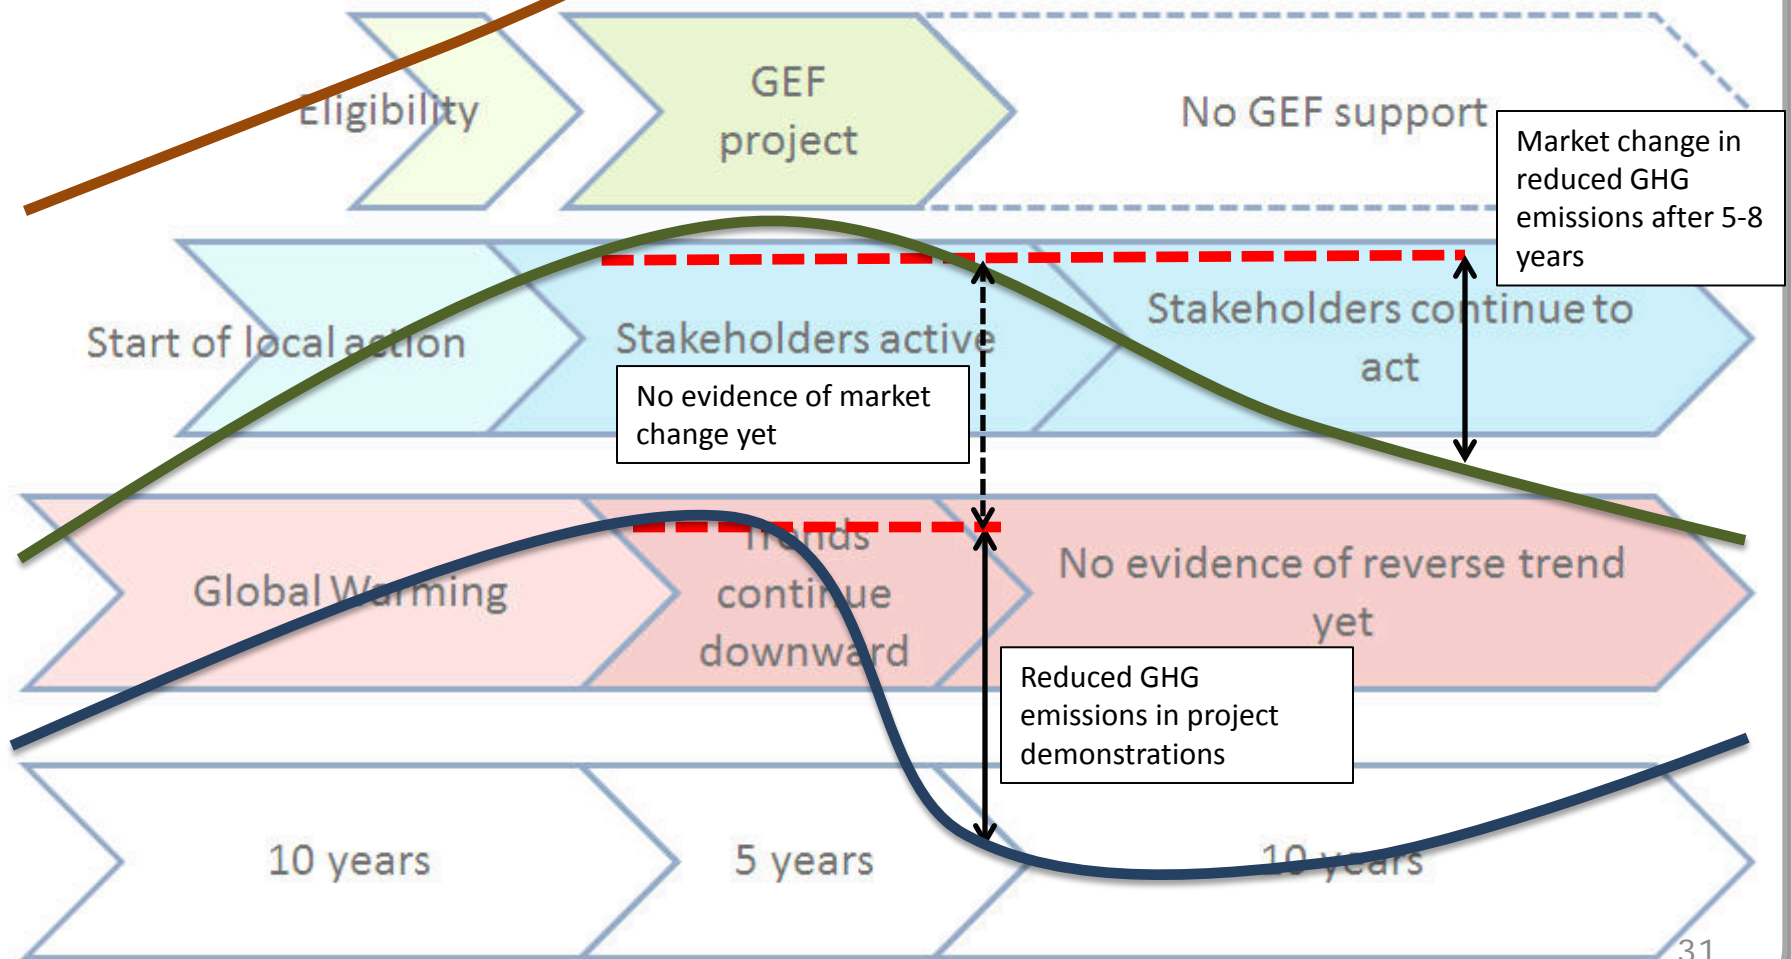 Eligibility
GEF
project
No GEF support
Market change in
reduced GHG
emissions after 5-8
years
Start of local action
Stakeholders active
Stakeholders continue to
act
No evidence of market
change yet
Global Warming
Trends
continue
downward
No evidence of reverse trend
yet
Reduced GHG
emissions in project
demonstrations
10 years
5 years
10 years
31